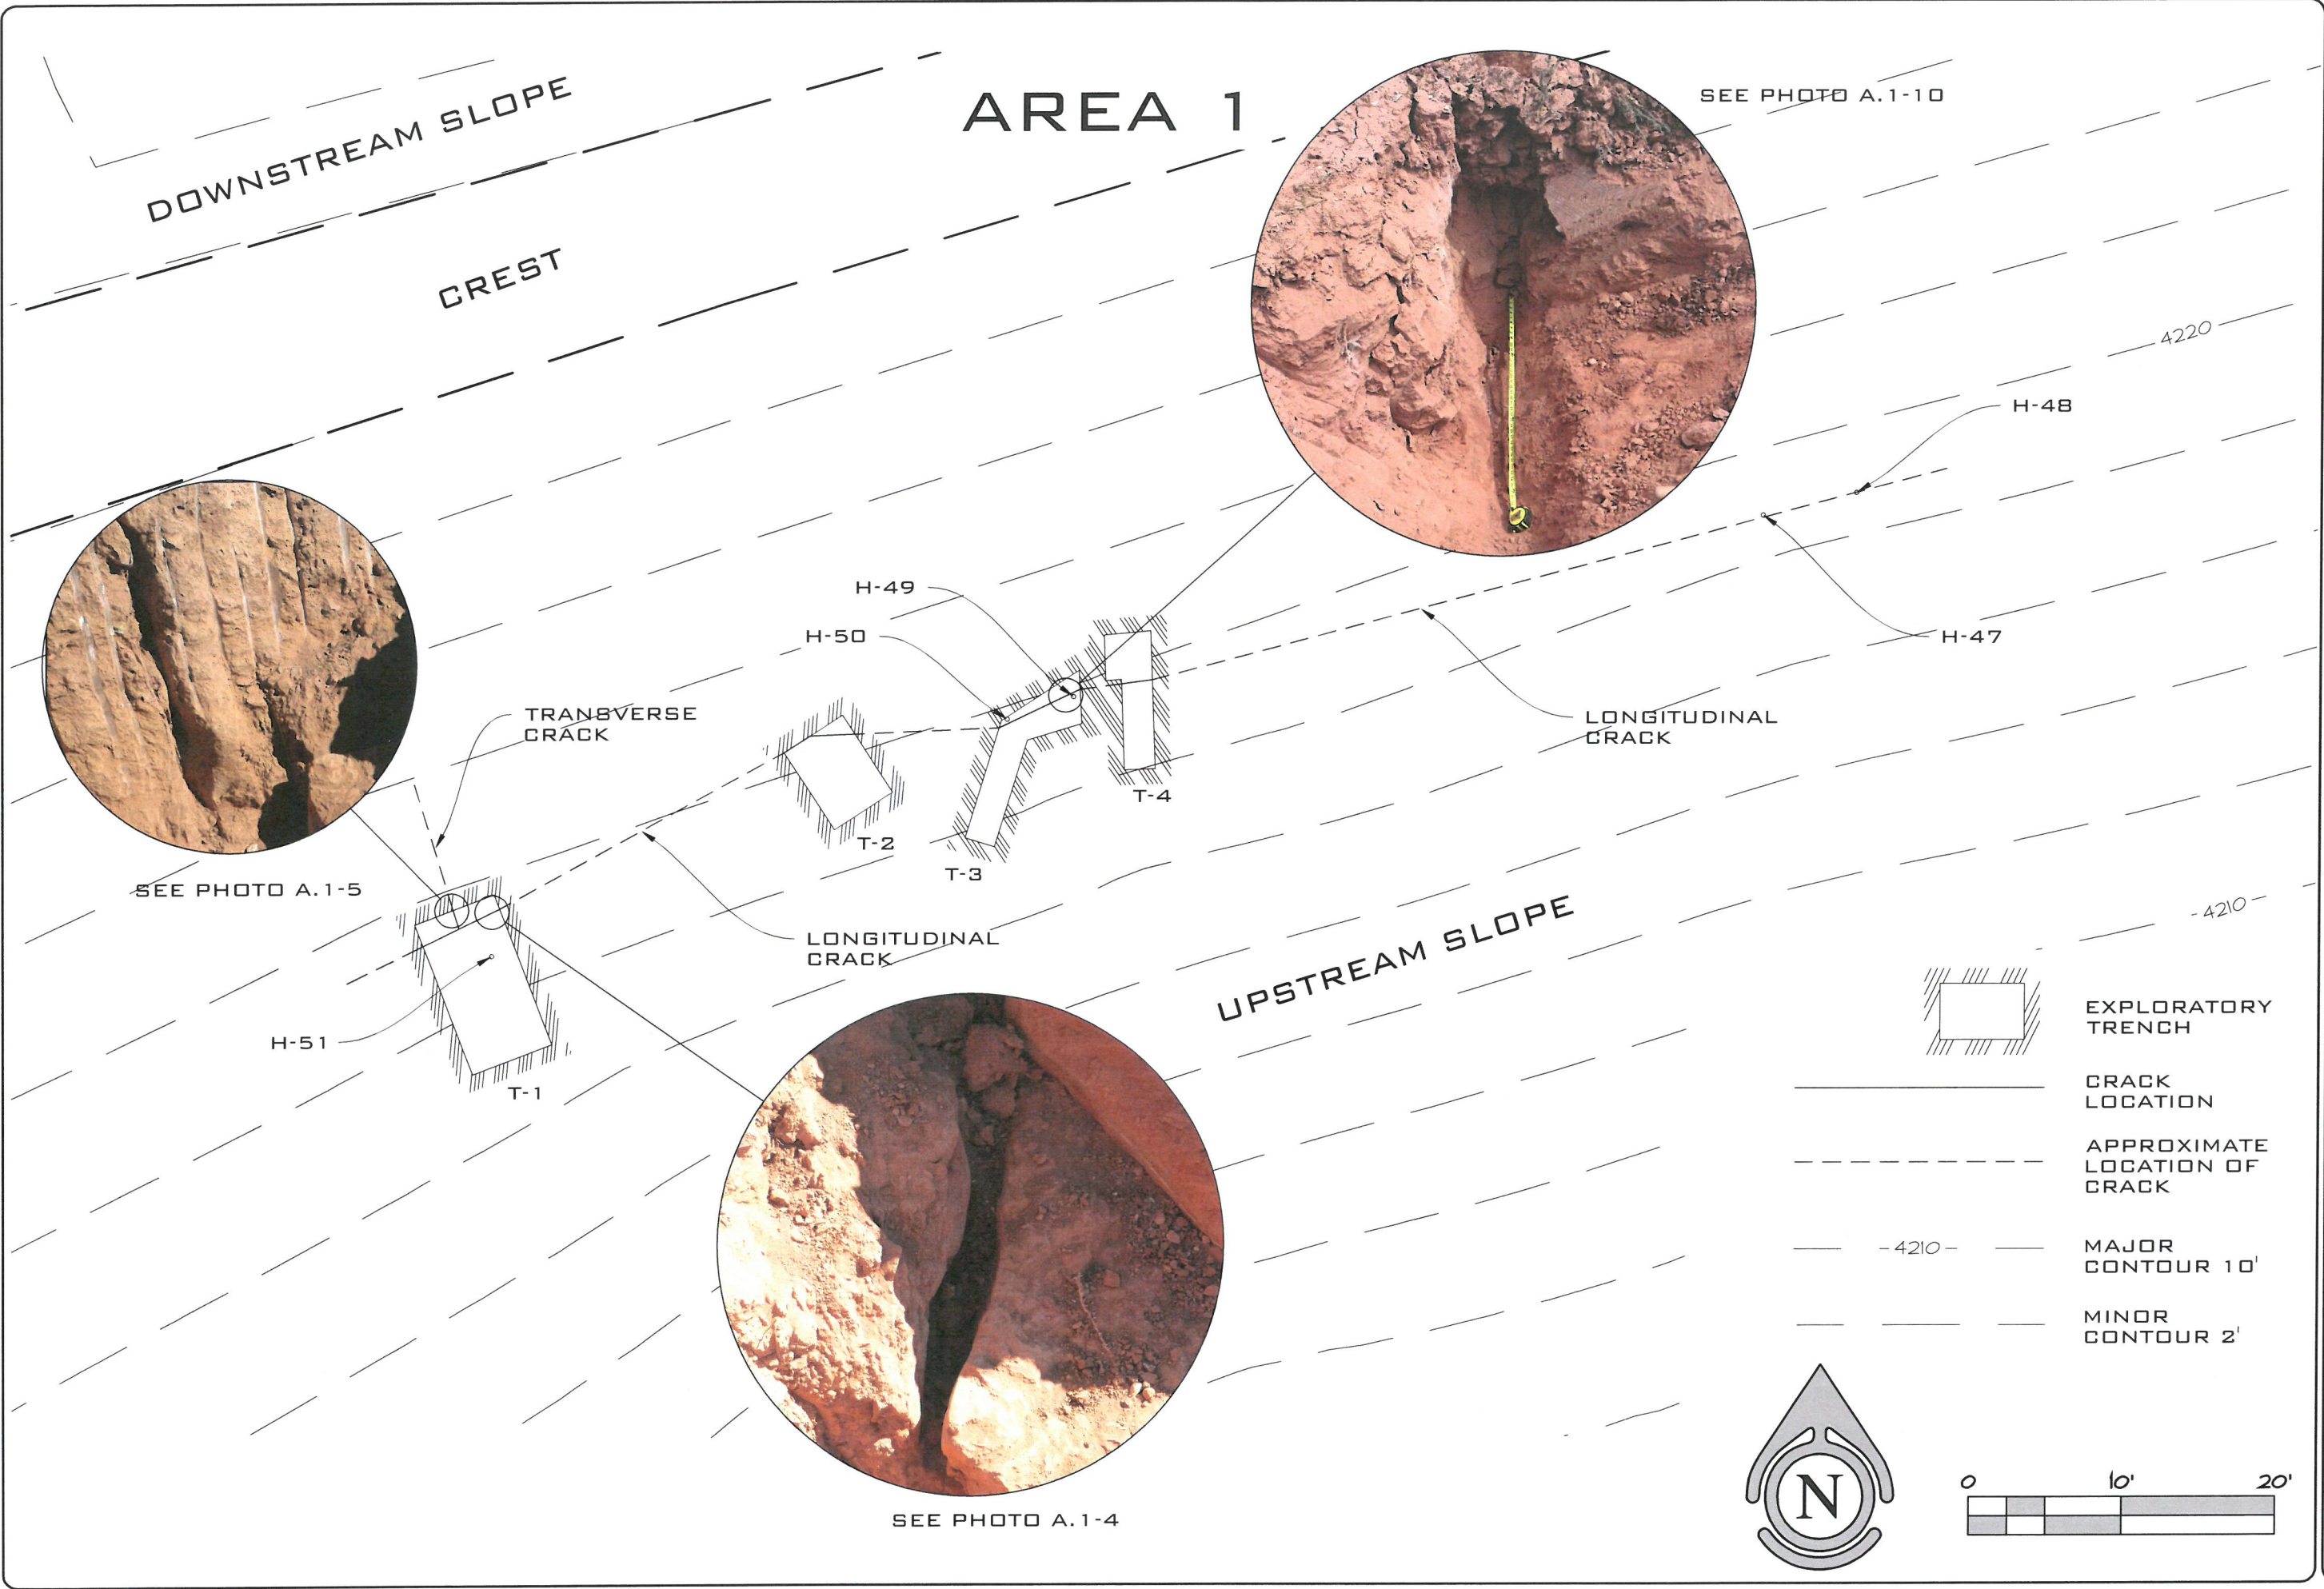 AREA 1
SEE PHOTO A.1-10
DOWNSTREAM SLOPE
CREST
4220
H-48
H-49
H-50
H-47
TRANSVERSE
CRACK
LONGITUDINAL
CRACK
T-4
T-2
T-3
SEE PHOTO A.1-5
LONGITUDINAL
CRACK
UPSTREAM SLOPE
4210
H-51
T-1
EXPLORATORY
TRENCH
CRACK
LOCATION
APPROXIMATE
LOCATION OF
CRACK
4210
MAJOR
CONTOUR 10'
MINOR
CONTOUR 2'
N
0 10' 20'
SEE PHOTO A.1-4